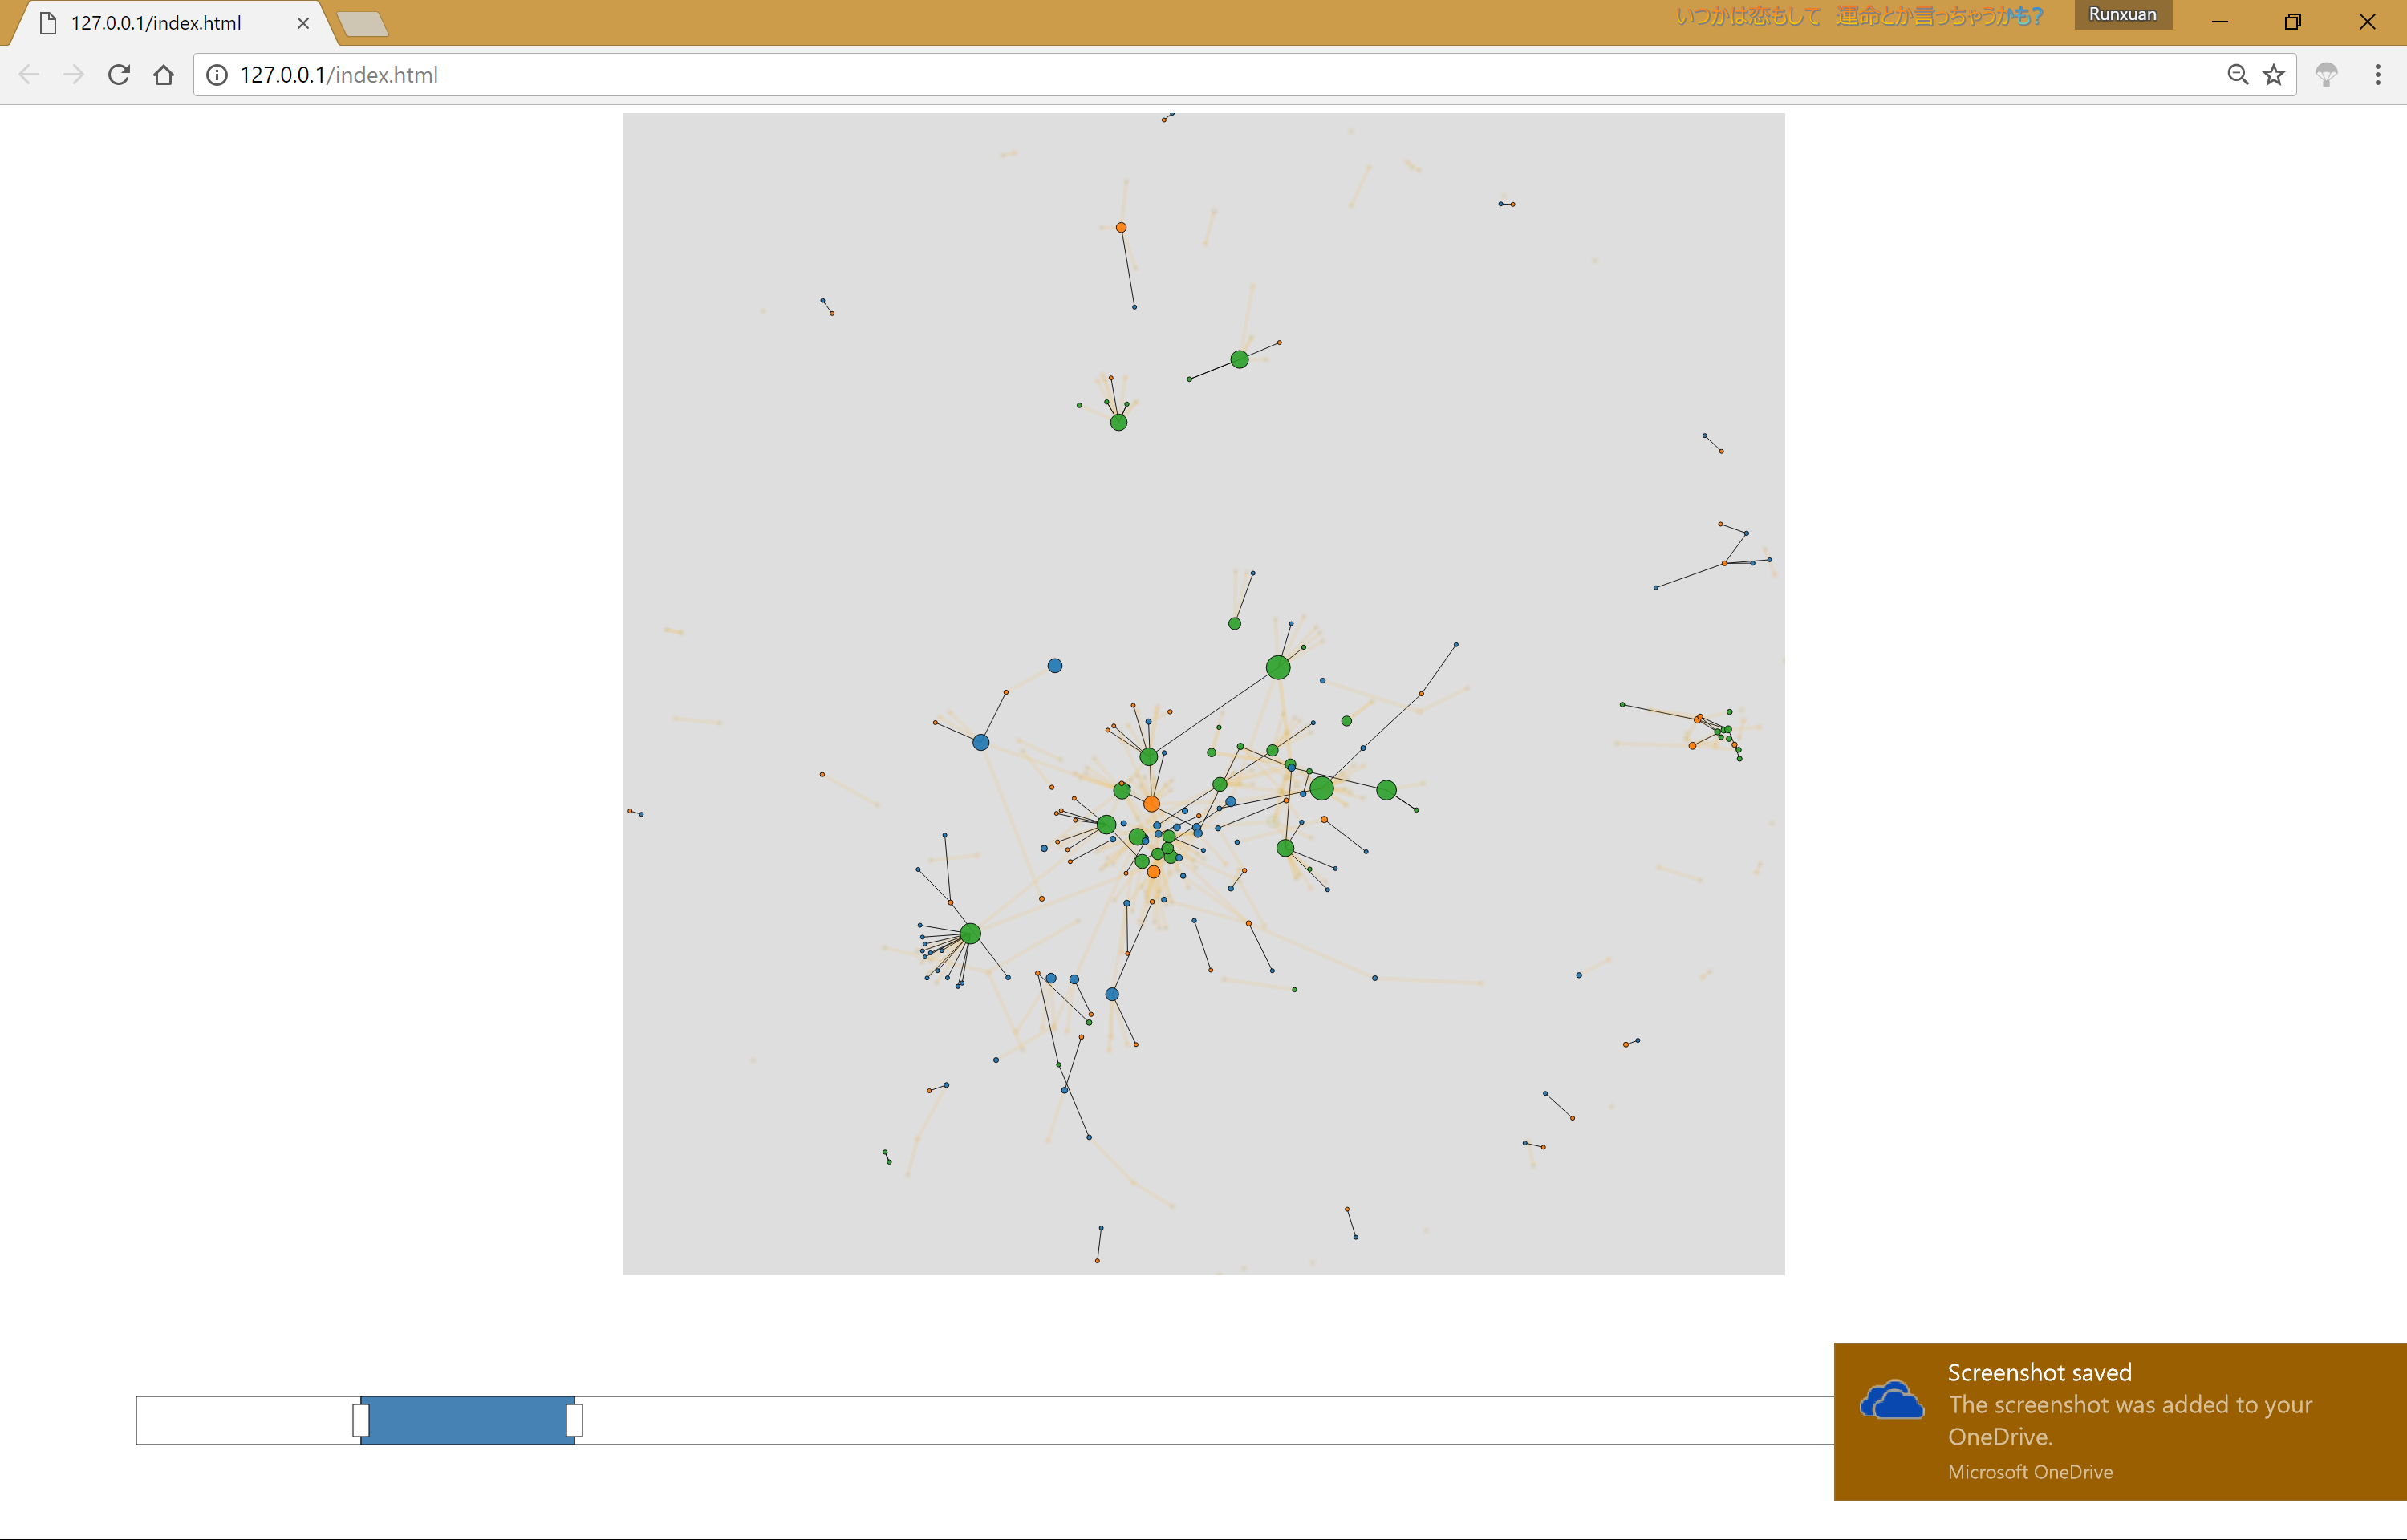 127.0.0.1/index.html
いつかは恋もして 運命とか言っちゃうかも?
Runxuan
127.0.0.1/index.html
Screenshot saved
The screenshot was added to your
OneDrive.
Microsoft OneDrive